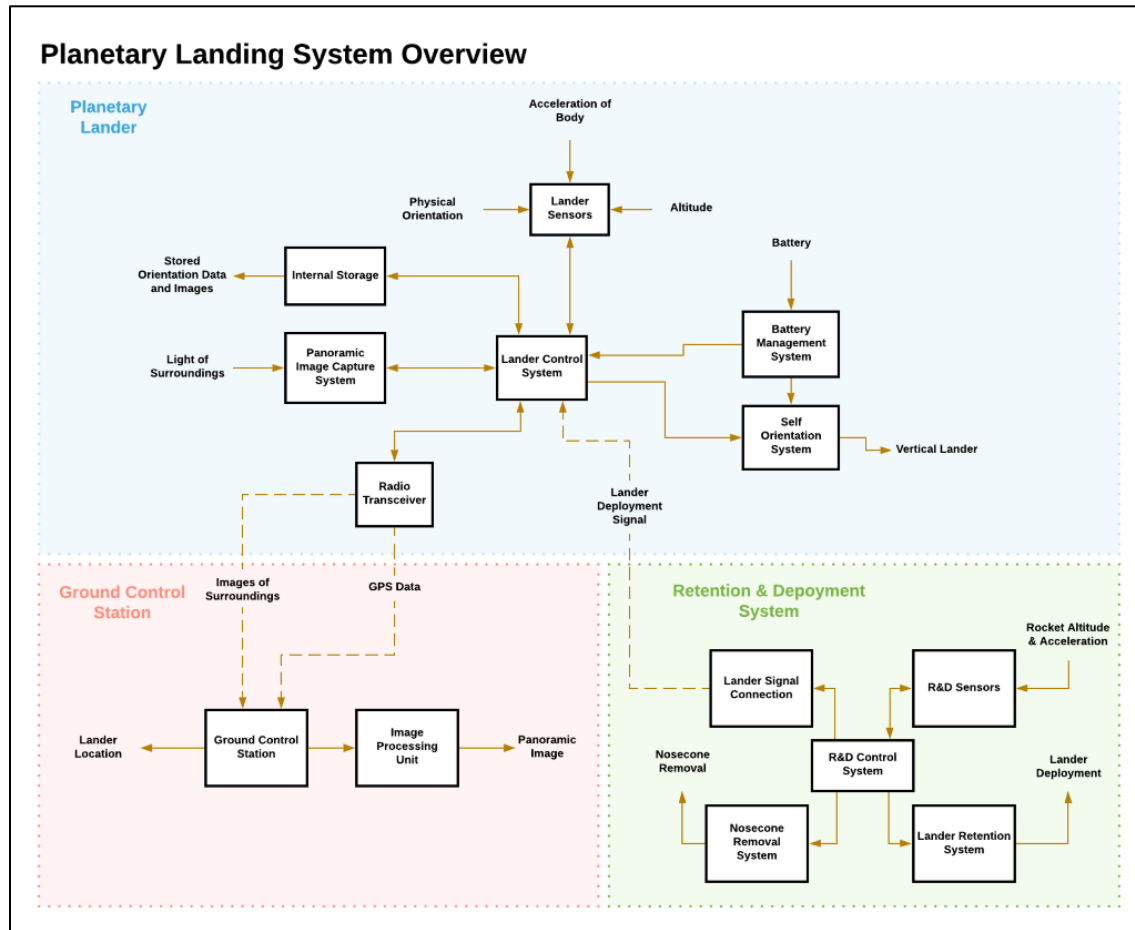 Planetary Landing System Overview
Planetary
Lander
Acceleration of
Body
Physical
Orientation
Lander
Sensors
Altitude
Battery
Stored
Orientation Data
and Images
Internal Storage
Battery
Management
System
Light of
Surroundings
Panoramic
Image Capture
System
Lander Control
System
Self
Orientation
System
Vertical Lander
Radio
Transceiver
Lander
Deployment
Signal
Ground Control
Station
Images of
Surroundings
GPS Data
Lander
Location
Ground Control
Station
Image
Processing
Unit
Panoramic
Image
Retention & Depoyment
System
Rocket Altitude
& Acceleration
Lander Signal
Connection
R&D Sensors
Nosecone
Removal
R&D Control
System
Lander
Deployment
Nosecone
Removal
System
Lander Retention
System